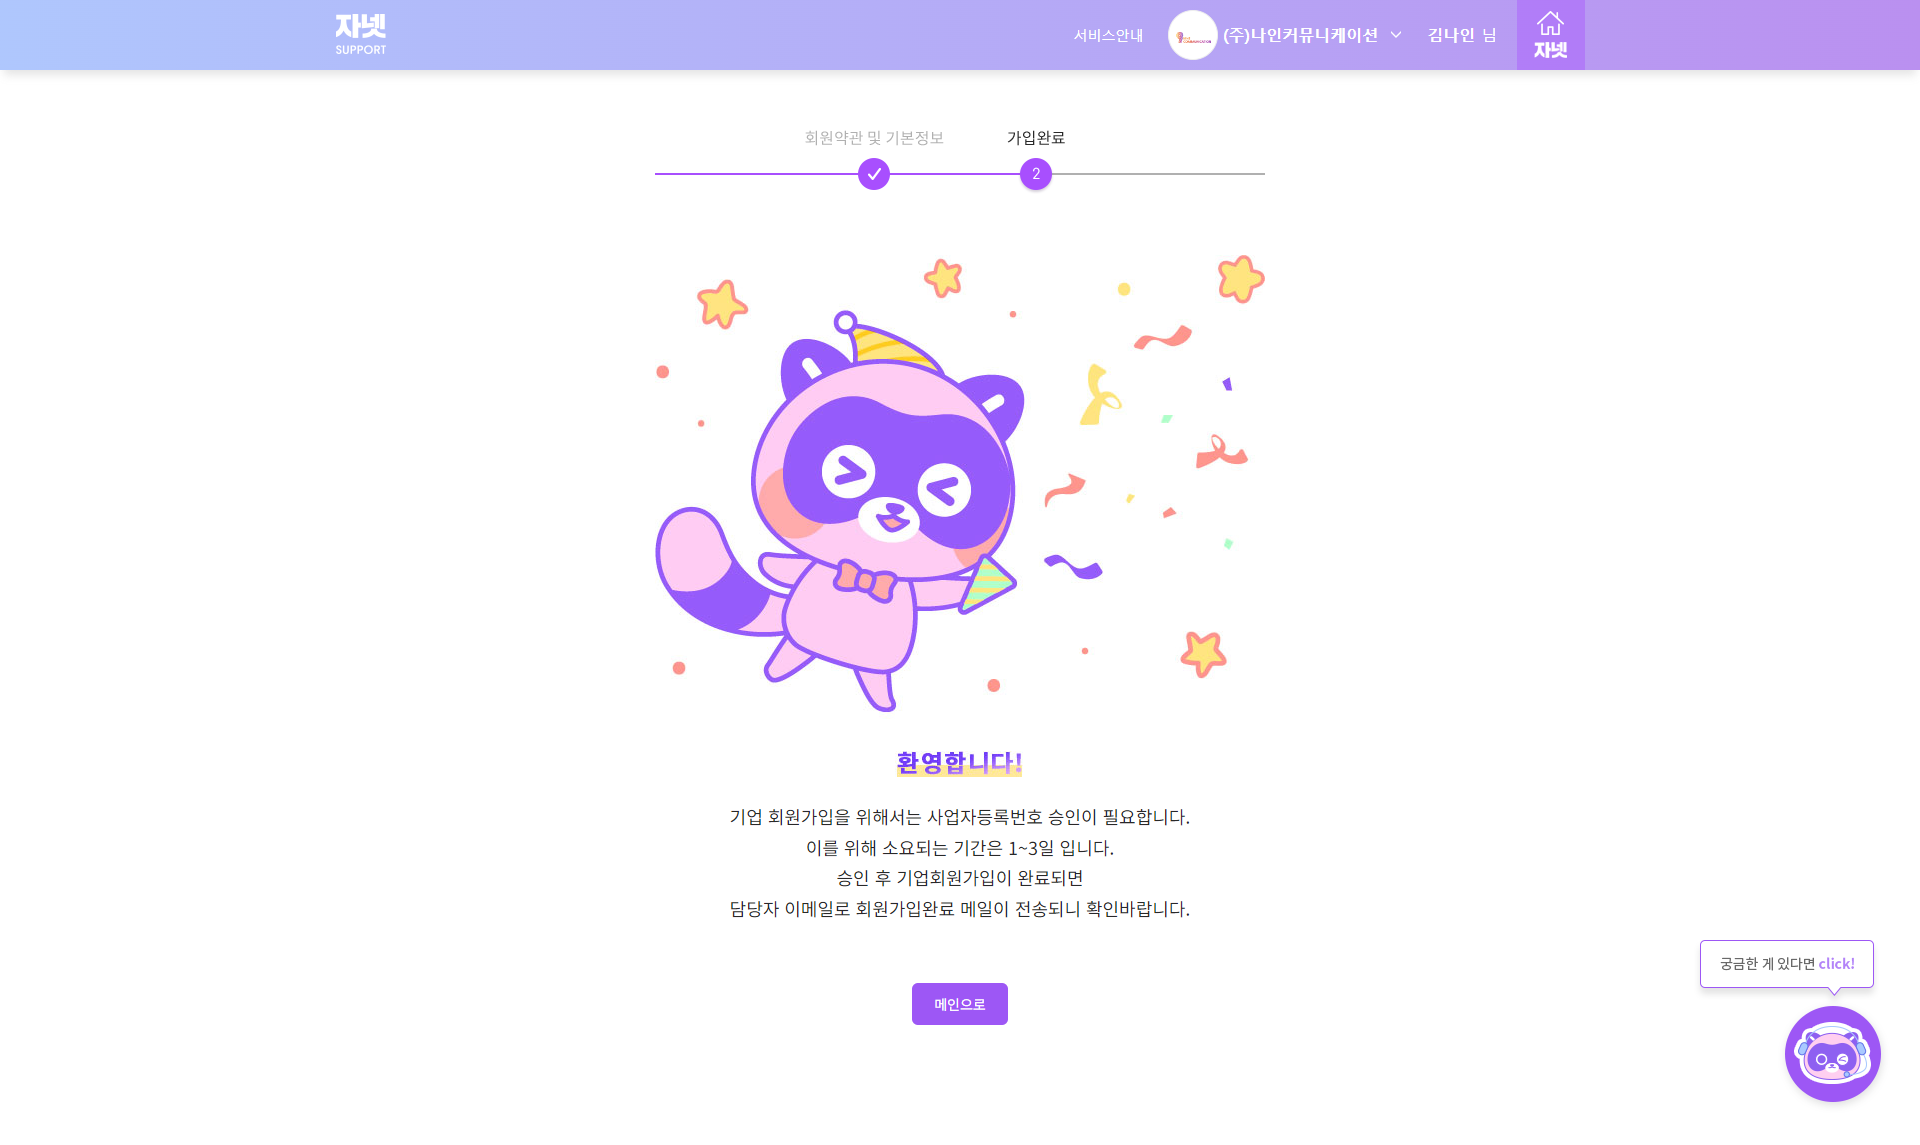 자넷
SUPPORT
서비스안내
(주)나인커뮤니케이션
김나인 님
자넷
회원약관 및 기본정보
가입완료
2
환영합니다!
기업 회원가입을 위해서는 사업자등록번호 승인이 필요합니다.
이를 위해 소요되는 기간은 1~3일 입니다.
승인 후 기업회원가입이 완료되면
담당자 이메일로 회원가입완료 메일이 전송되니 확인바랍니다.
메인으로
궁금한 게 있다면 click!